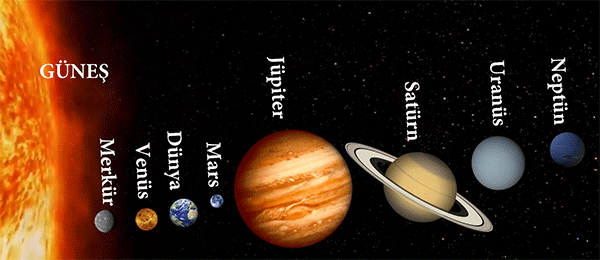 GÜNEŞ
Merkür
Venüs
Dünya
Mars
Jüpiter
Satürn
Uranüs
Neptün